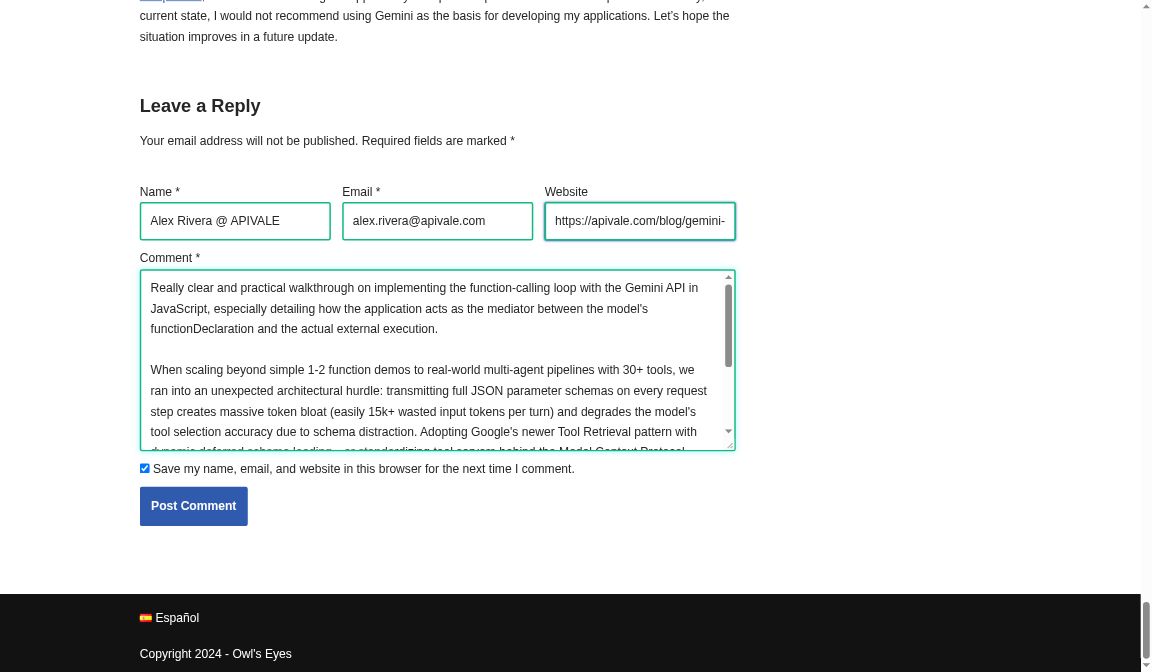 current state, I would not recommend using Gemini as the basis for developing my applications. Let's hope the
situation improves in a future update.
Leave a Reply
Your email address will not be published. Required fields are marked *
Name *
Email *
Website
Alex Rivera @ APIVALE
alex.rivera@apivale.com
https://apivale.com/blog/gemini-
Comment *
Really clear and practical walkthrough on implementing the function-calling loop with the Gemini API in
JavaScript, especially detailing how the application acts as the mediator between the model's
functionDeclaration and the actual external execution.
When scaling beyond simple 1-2 function demos to real-world multi-agent pipelines with 30+ tools, we
ran into an unexpected architectural hurdle: transmitting full JSON parameter schemas on every request
step creates massive token bloat (easily 15k+ wasted input tokens per turn) and degrades the model's
tool selection accuracy due to schema distraction. Adopting Google's newer Tool Retrieval pattern with
Save my name, email, and website in this browser for the next time I comment.
Post Comment
Español
Copyright 2024 - Owl's Eyes